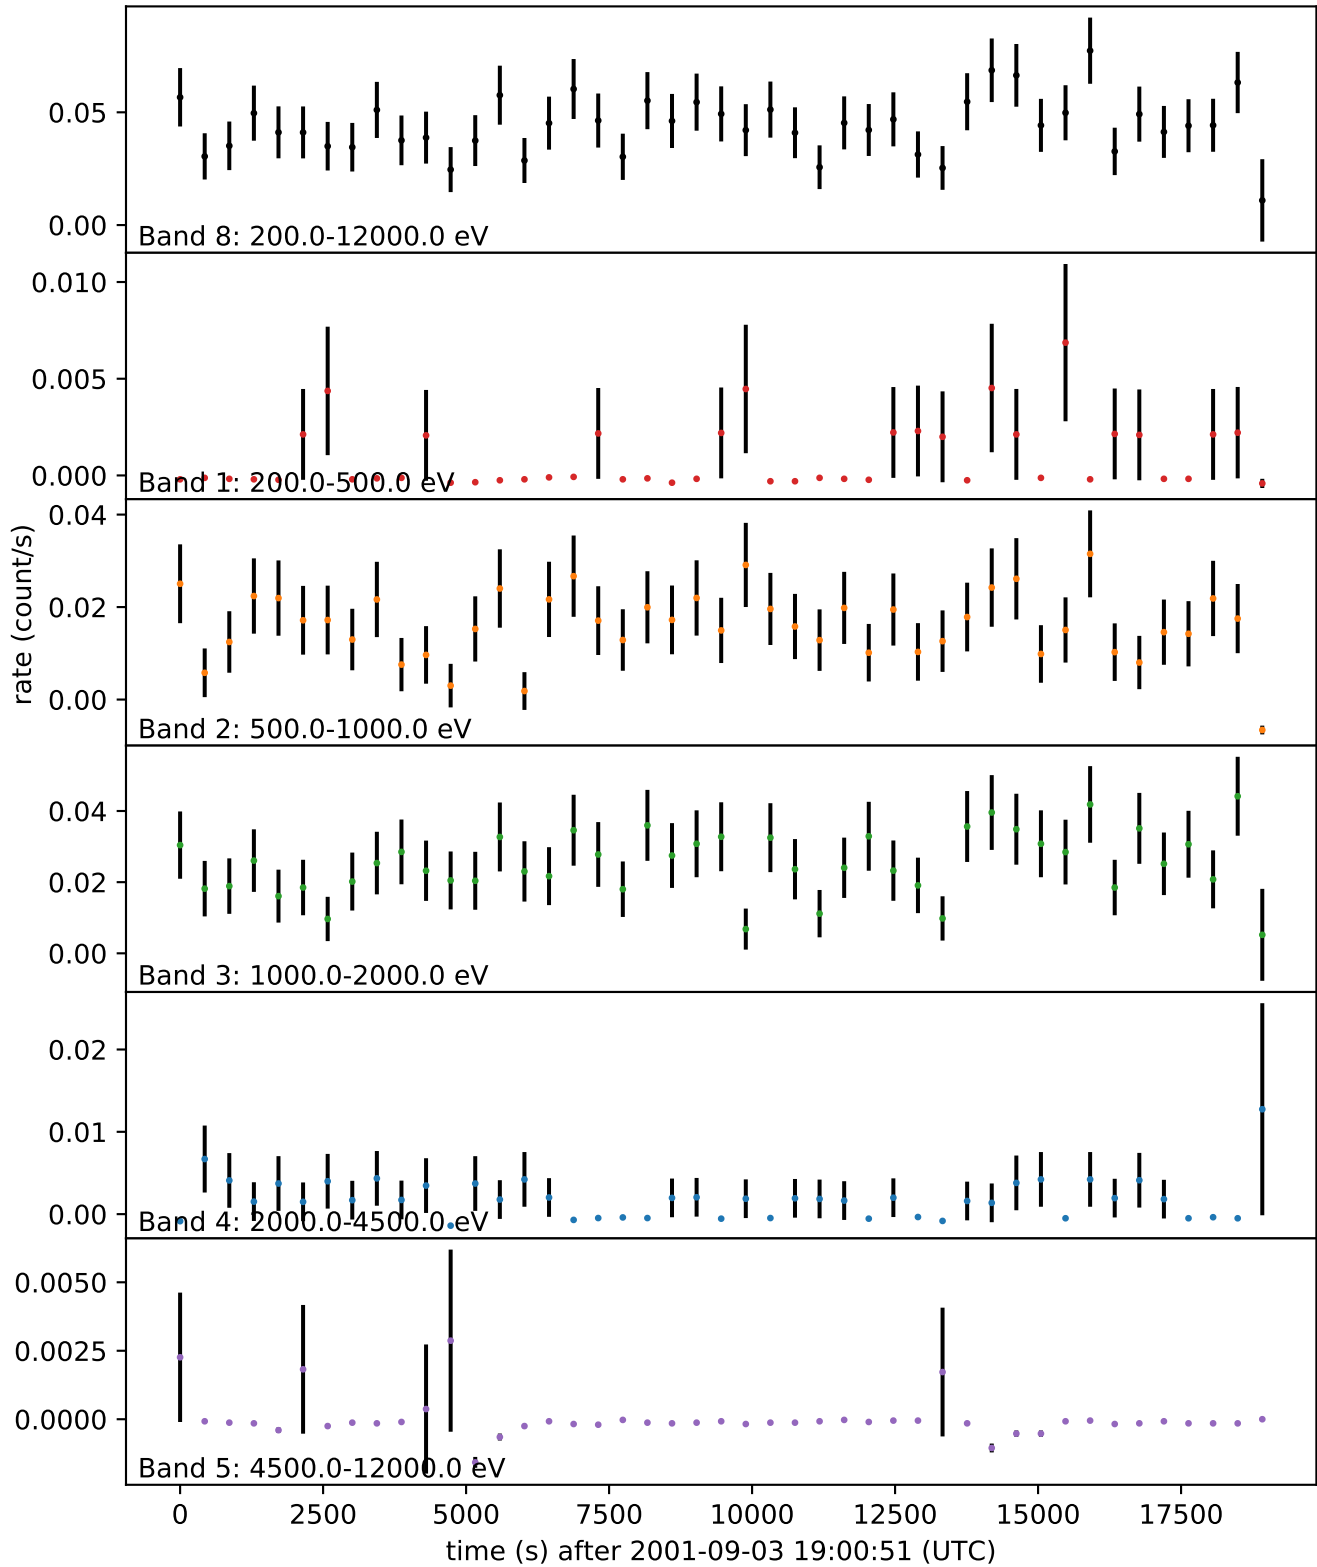 0.05
0.00
Band 8: 200.0-12000.0 eV
0.010
0.005
0.000
Band 1: 200.0-500.0 eV
0.04
0.02
0.00
Band 2: 500.0-1000.0 eV
rate (count/s)
0.04
0.02
0.00
Band 3: 1000.0-2000.0 eV
0.02
0.01
0.00
Band 4: 2000.0-4500.0 eV
0.0050
0.0025
0.0000
Band 5: 4500.0-12000.0 eV
0 2500 5000 7500 10000 12500 15000 17500
time (s) after 2001-09-03 19:00:51 (UTC)